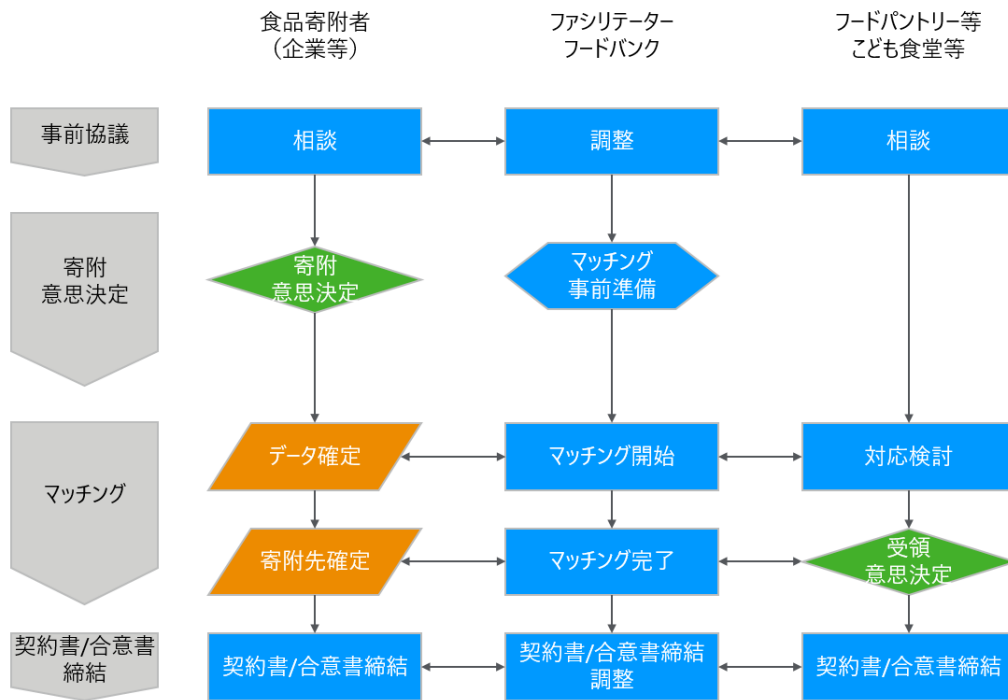 食品寄附者
（企業等）
ファシリテーター
フードバンク
フードパントリー等
こども食堂等
事前協議
相談
調整
相談
寄附
意思決定
寄附
意思決定
マッチング
事前準備
マッチング
データ確定
マッチング開始
対応検討
寄附先確定
マッチング完了
受領
意思決定
契約書/合意書
締結
契約書/合意書締結
契約書/合意書締結
調整
契約書/合意書締結